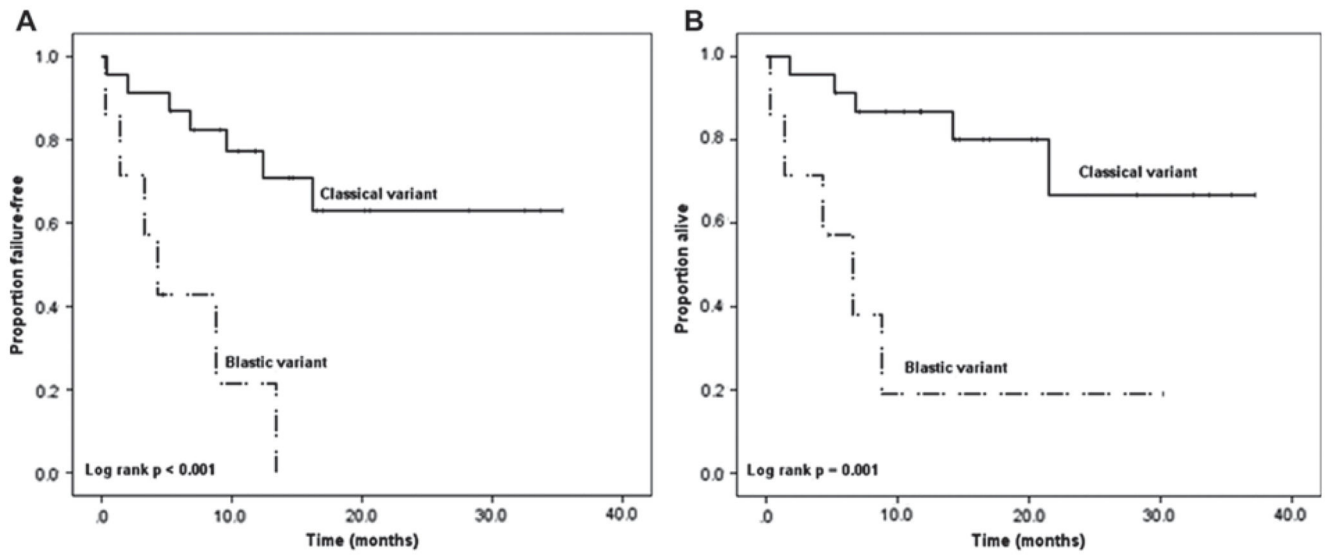 A
1.0
0.8
0.6
0.4
0.2
0.0
Proportion failure-free
Classical variant
Blastic variant
Log rank p < 0.001
.0 10.0 20.0 30.0 40.0
Time (months)
B
1.0
0.8
0.6
0.4
0.2
0.0
Proportion alive
Classical variant
Blastic variant
Log rank p = 0.001
.0 10.0 20.0 30.0 40.0
Time (months)